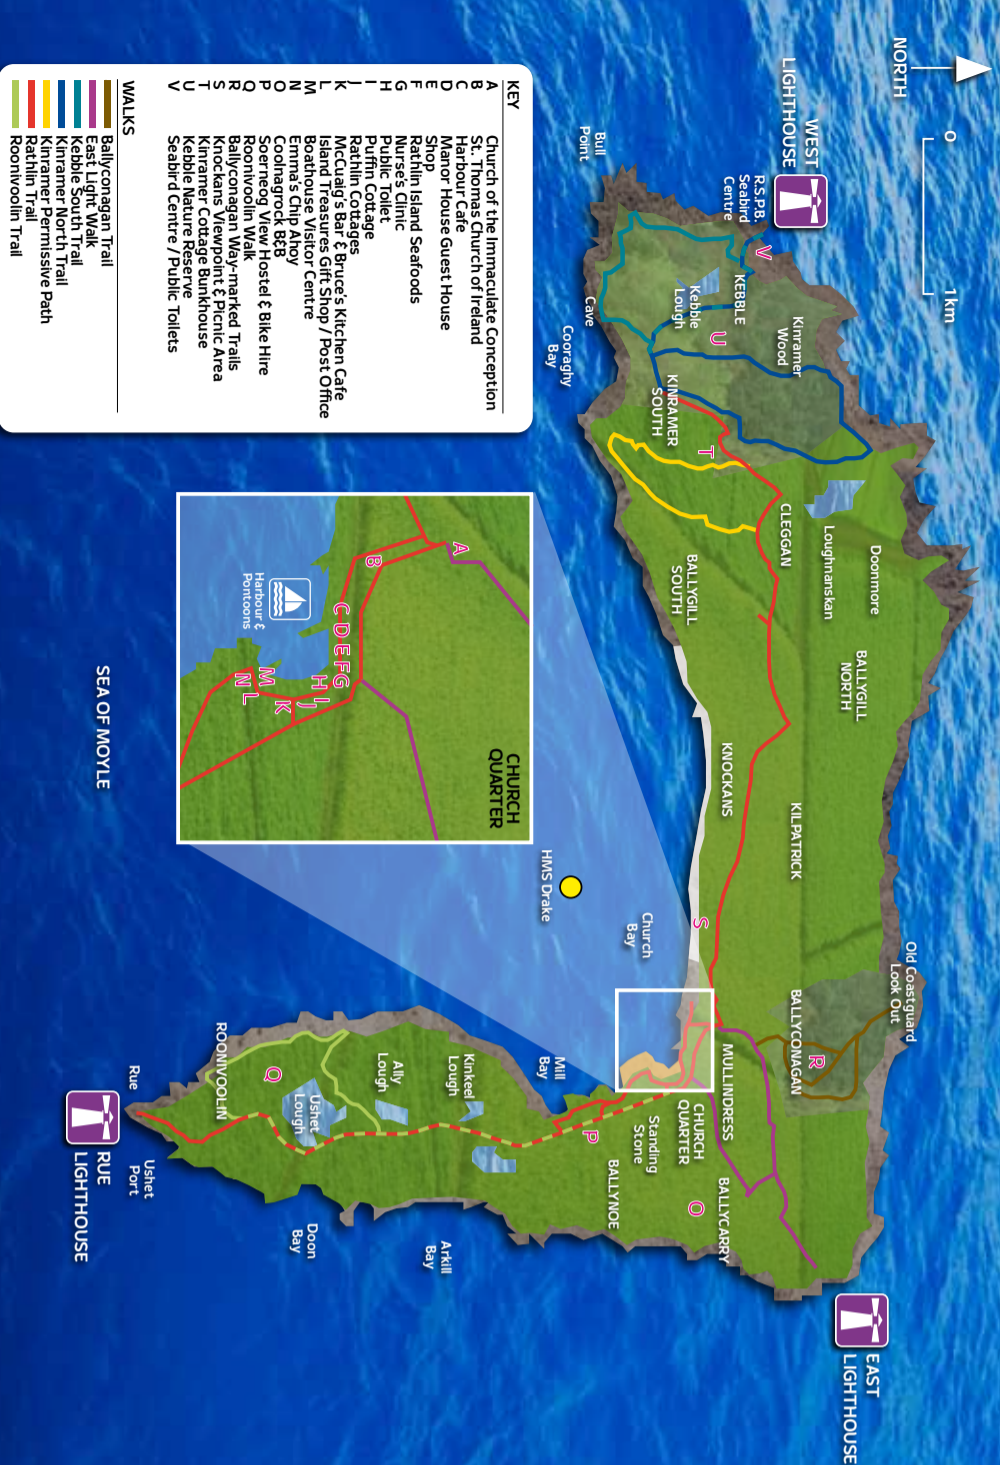 NORTH
0
1km
WEST
LIGHTHOUSE
R.S.P.B.
Seabird
Centre
Bull
Point
V
KEBBLE
Kebble
Lough
U
Kinramer
Wood
Cave
Cooraghy
Bay
KINRAMER
SOUTH
T
CLEGGAN
Loughnanskan
Doonmore
BALLYGILL
SOUTH
BALLYGILL
NORTH
KNOCKANS
KILPATRICK
S
Church
Bay
HMS Drake
Old Coastguard
Look Out
BALLYCONAGAN
R
MULLINDRESS
CHURCH
QUARTER
Standing
Stone
BALLYCARRY
O
BALLYNOE
P
Mill
Bay
EAST
LIGHTHOUSE
Kinkeel
Lough
Ally
Lough
Ushet
Lough
Q
ROONIVOOLIN
Arkill
Bay
Doon
Bay
Ushet
Port
Rue
RUE
LIGHTHOUSE
SEA OF MOYLE
CHURCH
QUARTER
A
B
C
D
E
F
G
H
I
J
K
L
M
N
Harbour &
Pontoons
KEY
A Church of the Immaculate Conception
B St. Thomas Church of Ireland
C Harbour Cafe
D Manor House Guest House
E Shop
F Rathlin Island Seafoods
G Nurse's Clinic
H Public Toilet
I Puffin Cottage
J Rathlin Cottages
K McCuaig's Bar & Bruce's Kitchen Cafe
L Island Treasures Gift Shop / Post Office
M Boathouse Visitor Centre
N Emma's Chip Ahoy
O Coolnagrock B&B
P Soerneog View Hostel & Bike Hire
Q Roonivoolin Walk
R Ballyconagan Way-marked Trails
S Knockans Viewpoint & Picnic Area
T Kinramer Cottage Bunkhouse
U Kebble Nature Reserve
V Seabird Centre / Public Toilets
WALKS
Ballyconagan Trail
East Light Walk
Kebble South Trail
Kinramer North Trail
Kinramer Permissive Path
Rathlin Trail
Roonivoolin Trail